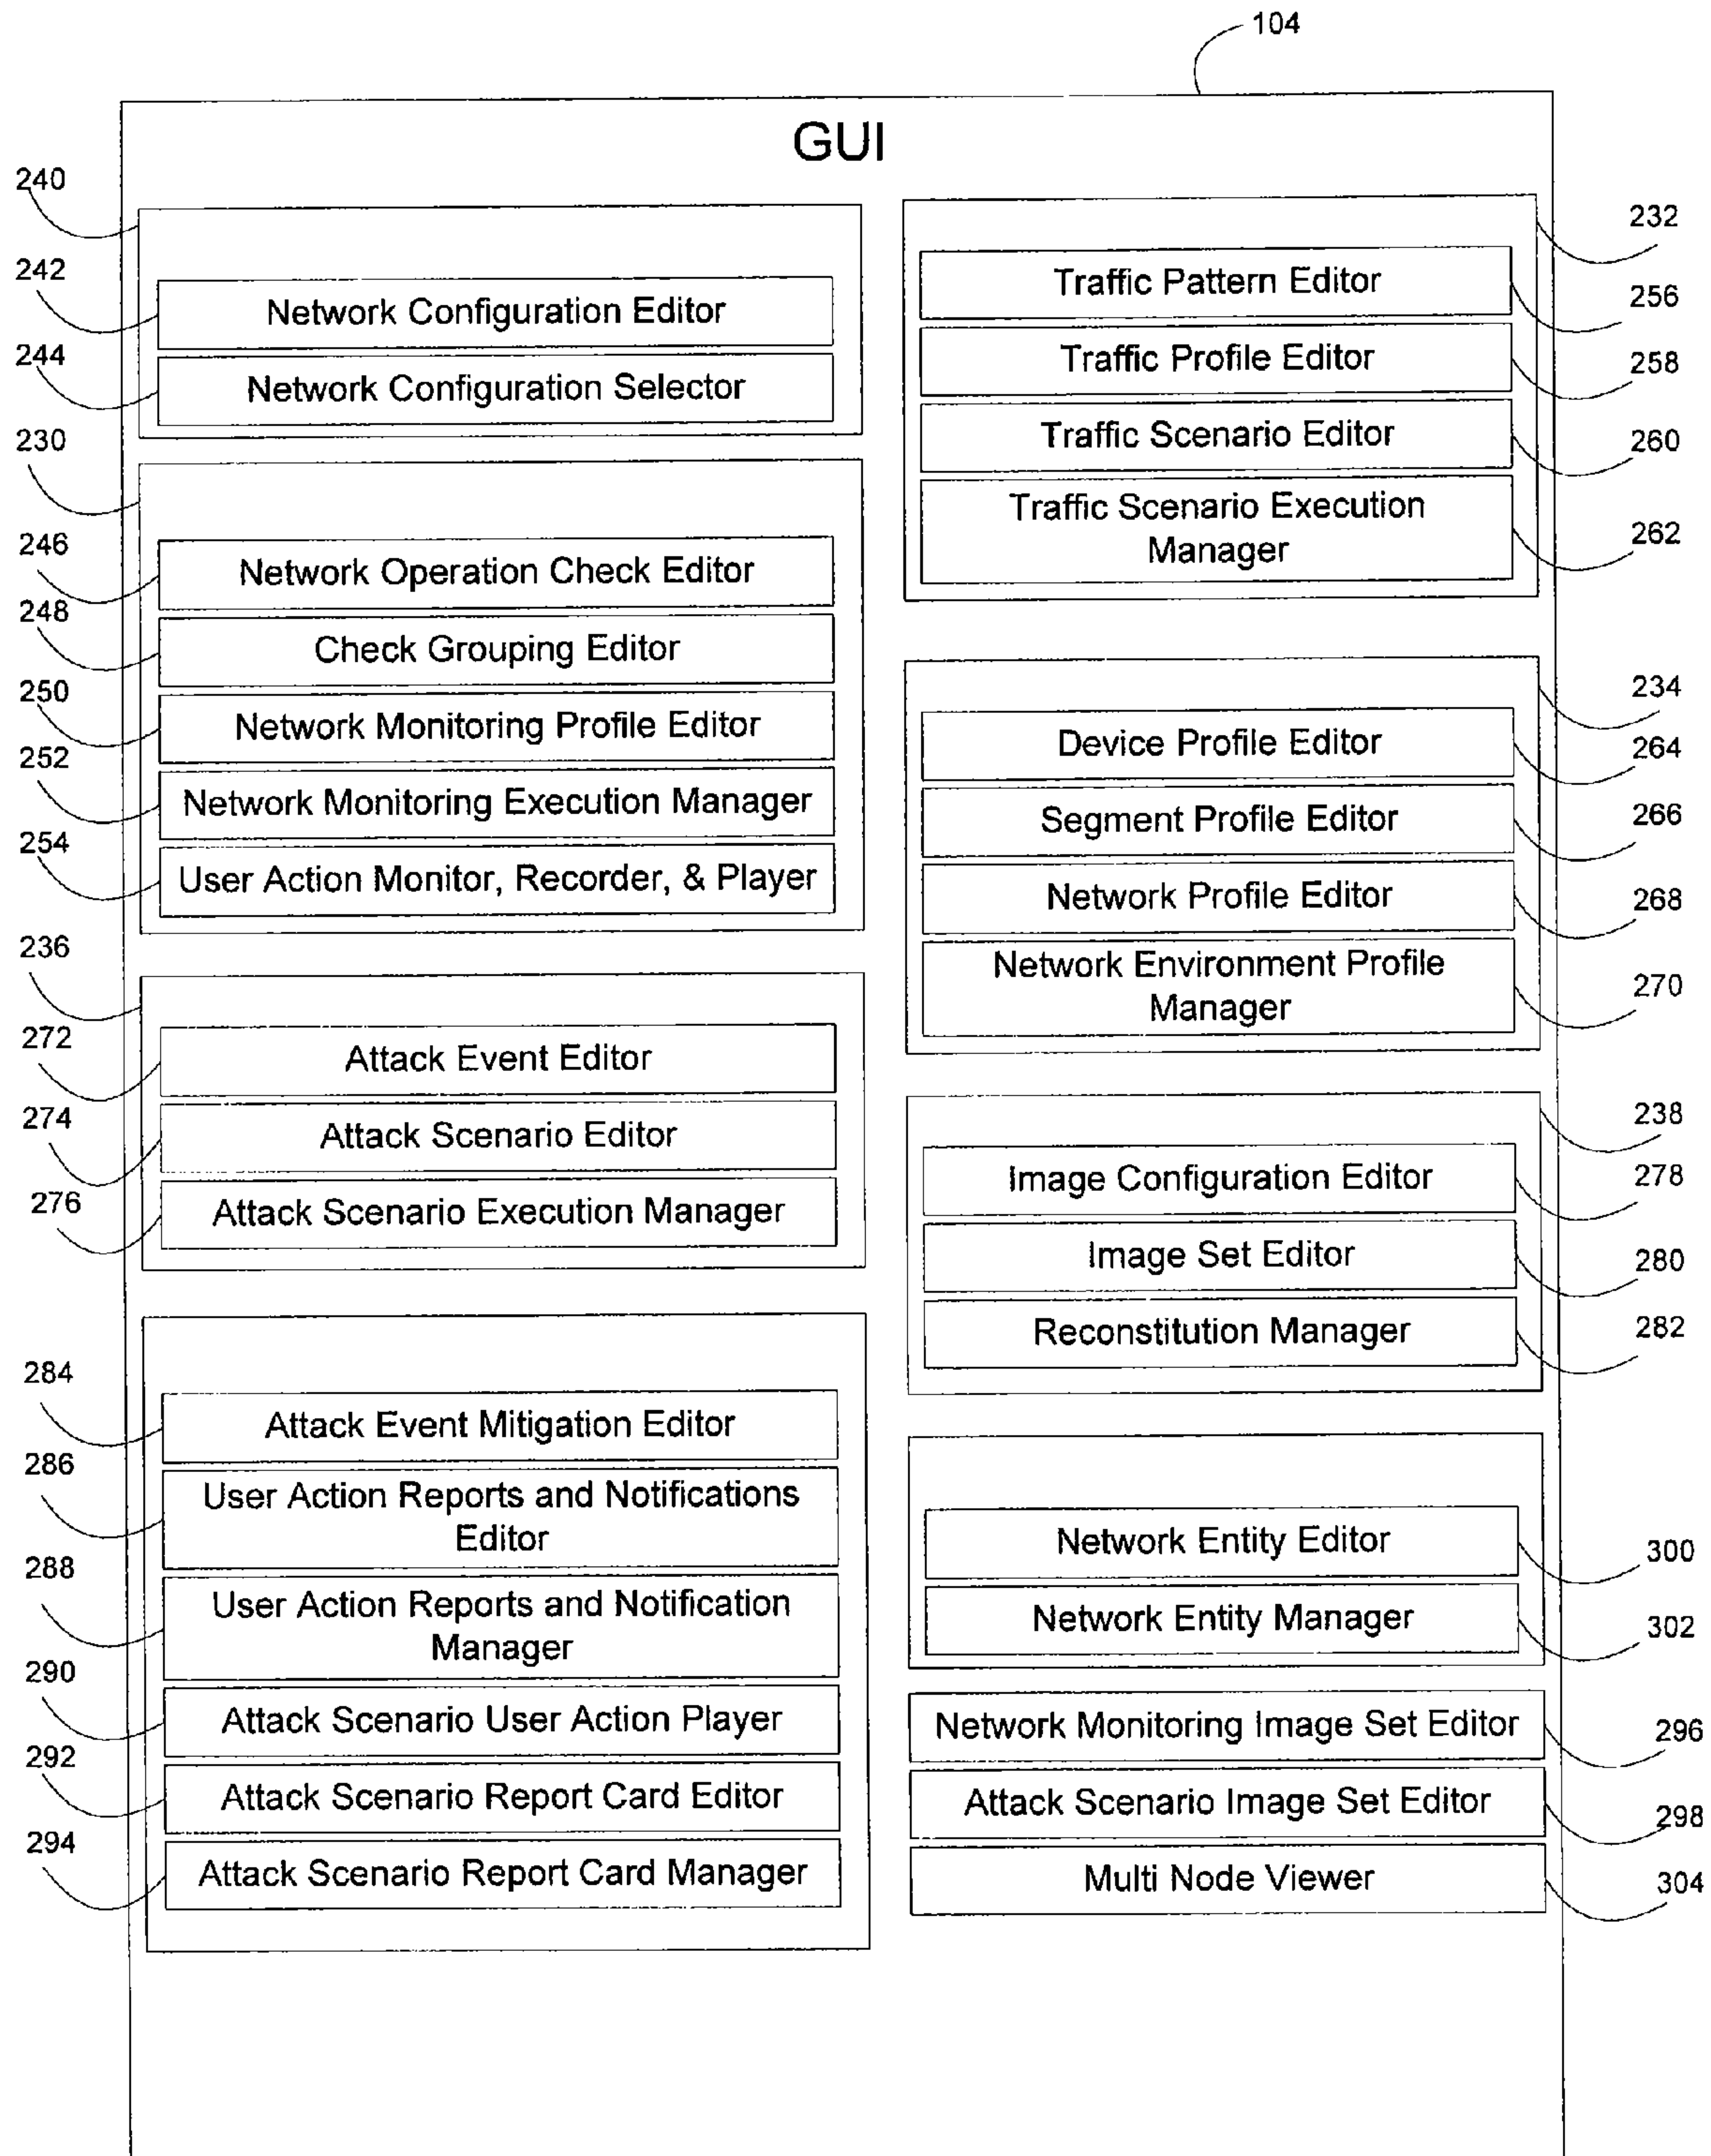 104
GUI
240
242
Network Configuration Editor
244
Network Configuration Selector
230
246
Network Operation Check Editor
248
Check Grouping Editor
250
Network Monitoring Profile Editor
252
Network Monitoring Execution Manager
254
User Action Monitor, Recorder, & Player
236
272
Attack Event Editor
274
Attack Scenario Editor
276
Attack Scenario Execution Manager
284
Attack Event Mitigation Editor
286
User Action Reports and Notifications
Editor
288
User Action Reports and Notification
Manager
290
Attack Scenario User Action Player
292
Attack Scenario Report Card Editor
294
Attack Scenario Report Card Manager
232
Traffic Pattern Editor
256
Traffic Profile Editor
258
Traffic Scenario Editor
260
Traffic Scenario Execution
Manager
262
234
Device Profile Editor
264
Segment Profile Editor
266
Network Profile Editor
268
Network Environment Profile
Manager
270
238
Image Configuration Editor
278
Image Set Editor
280
Reconstitution Manager
282
Network Entity Editor
300
Network Entity Manager
302
Network Monitoring Image Set Editor
296
Attack Scenario Image Set Editor
298
Multi Node Viewer
304